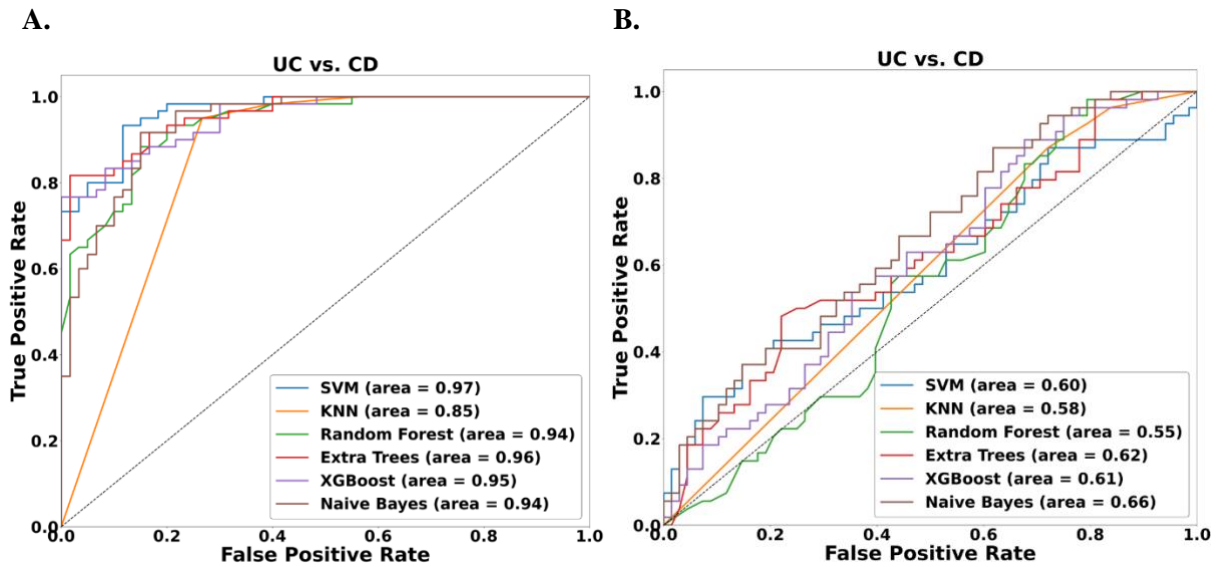 A.
UC vs. CD
True Positive Rate
1.0
0.8
0.6
0.4
0.2
0.0
0.0 0.2 0.4 0.6 0.8 1.0
False Positive Rate
SVM (area = 0.97)
KNN (area = 0.85)
Random Forest (area = 0.94)
Extra Trees (area = 0.96)
XGBoost (area = 0.95)
Naive Bayes (area = 0.94)
B.
UC vs. CD
True Positive Rate
1.0
0.8
0.6
0.4
0.2
0.0
0.0 0.2 0.4 0.6 0.8 1.0
False Positive Rate
SVM (area = 0.60)
KNN (area = 0.58)
Random Forest (area = 0.55)
Extra Trees (area = 0.62)
XGBoost (area = 0.61)
Naive Bayes (area = 0.66)